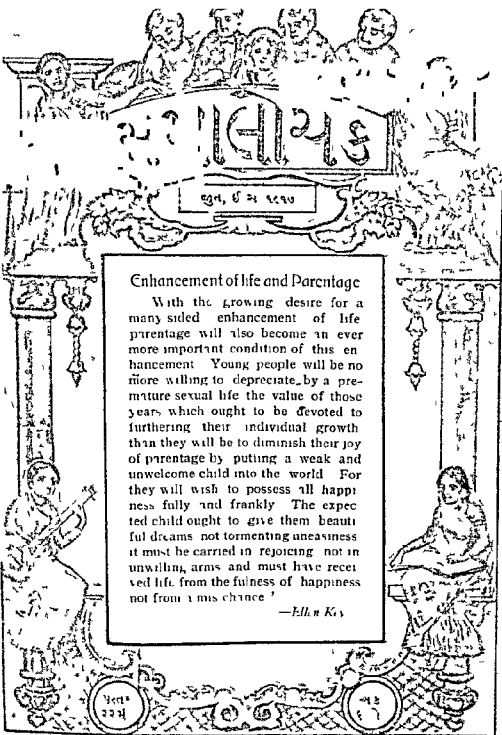 સમાલોચક
જુન, ઈ સ ૧૯૧૭
Enhancement of life and Parentage
With the growing desire for a
many sided enhancement of life
parentage will also become an ever
more important condition of this en
hancement Young people will be no
more willing to depreciate by a pre-
mature sexual life the value of those
years which ought to be devoted to
furthering their individual growth
than they will be to diminish their joy
of parentage by putting a weak and
unwelcome child into the world For
they will wish to possess all happi
ness fully and frankly The expec
ted child ought to give them beauti
ful dreams not tormenting uneasiness
it must be carried in rejoicing not in
unwilling arms and must have recei
ved life from the fulness of happiness
not from a mis chance '
—Ellen Key
પુસ્તક
૨૨મું
અંક